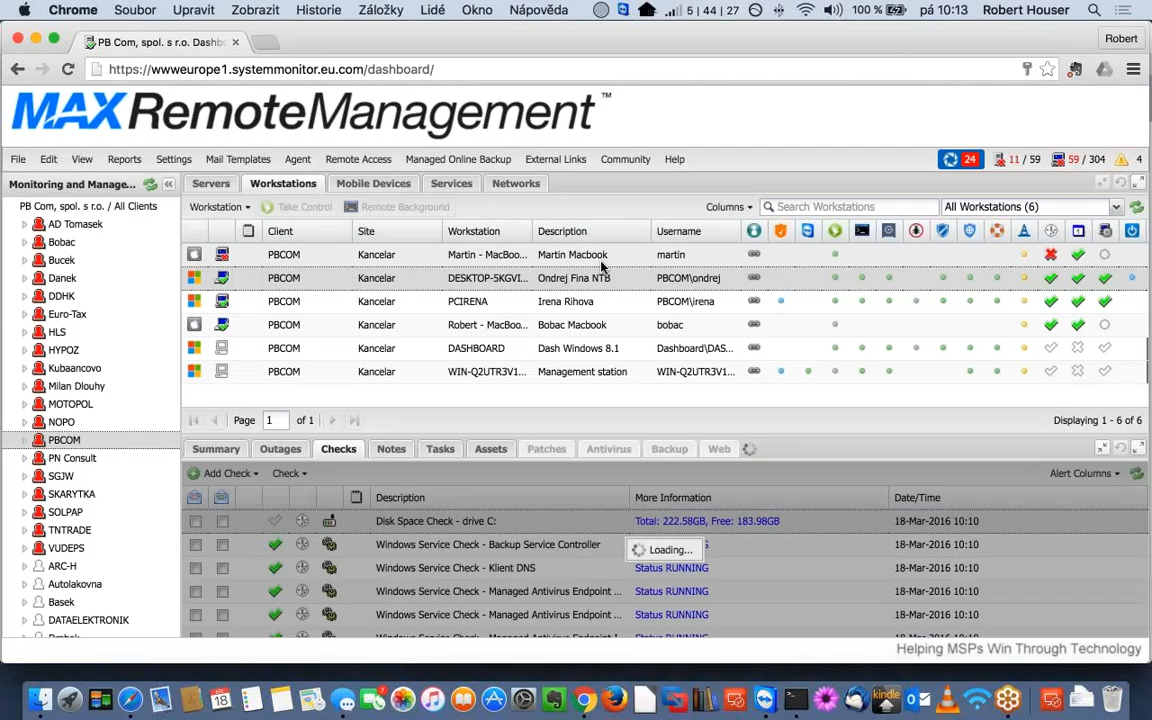 Chrome Soubor Upravit Zobrazit Historie Záložky Lidé Okno Nápověda 5 | 44 | 27 100 % pá 10:13 Robert Houser
PB Com, spol. s r.o. Dashb Robert
https://wwweurope1.systemmonitor.eu.com/dashboard/
MAXRemoteManagement™
File Edit View Reports Settings Mail Templates Agent Remote Access Managed Online Backup External Links Community Help 24 11 / 59 59 / 304 4
Monitoring and Manage... Servers Workstations Mobile Devices Services Networks
PB Com, spol. s r.o. / All Clients
AD Tomasek
Bobac
Bucek
Danek
DDHK
Euro-Tax
HLS
HYPOZ
Kubaancovo
Milan Dlouhy
MOTOPOL
NOPO
PBCOM
PN Consult
SGJW
SKARYTKA
SOLPAP
TNTRADE
VUDEPS
ARC-H
Autolakovna
Basek
DATAELEKTRONIK
Workstation Take Control Remote Background Columns Search Workstations All Workstations (6)
Client Site Workstation Description Username
PBCOM Kancelar Martin - MacBoo... Martin Macbook martin
PBCOM Kancelar DESKTOP-5KGVI... Ondrej Fina NTB PBCOM\ondrej
PBCOM Kancelar PCIRENA Irena Rihova PBCOM\irena
PBCOM Kancelar Robert - MacBoo... Bobac Macbook bobac
PBCOM Kancelar DASHBOARD Dash Windows 8.1 Dashboard\DAS...
PBCOM Kancelar WIN-Q2UTR3V1... Management station WIN-Q2UTR3V1...
Page 1 of 1 Displaying 1 - 6 of 6
Summary Outages Checks Notes Tasks Assets Patches Antivirus Backup Web
Add Check Check Alert Columns
Description More Information Date/Time
Disk Space Check - drive C: Total: 222.58GB, Free: 183.98GB 18-Mar-2016 10:10
Windows Service Check - Backup Service Controller 18-Mar-2016 10:10
Loading...
Windows Service Check - Klient DNS Status RUNNING 18-Mar-2016 10:10
Windows Service Check - Managed Antivirus Endpoint ... Status RUNNING 18-Mar-2016 10:10
Windows Service Check - Managed Antivirus Endpoint ... Status RUNNING 18-Mar-2016 10:10
Helping MSPs Win Through Technology
18
kindle